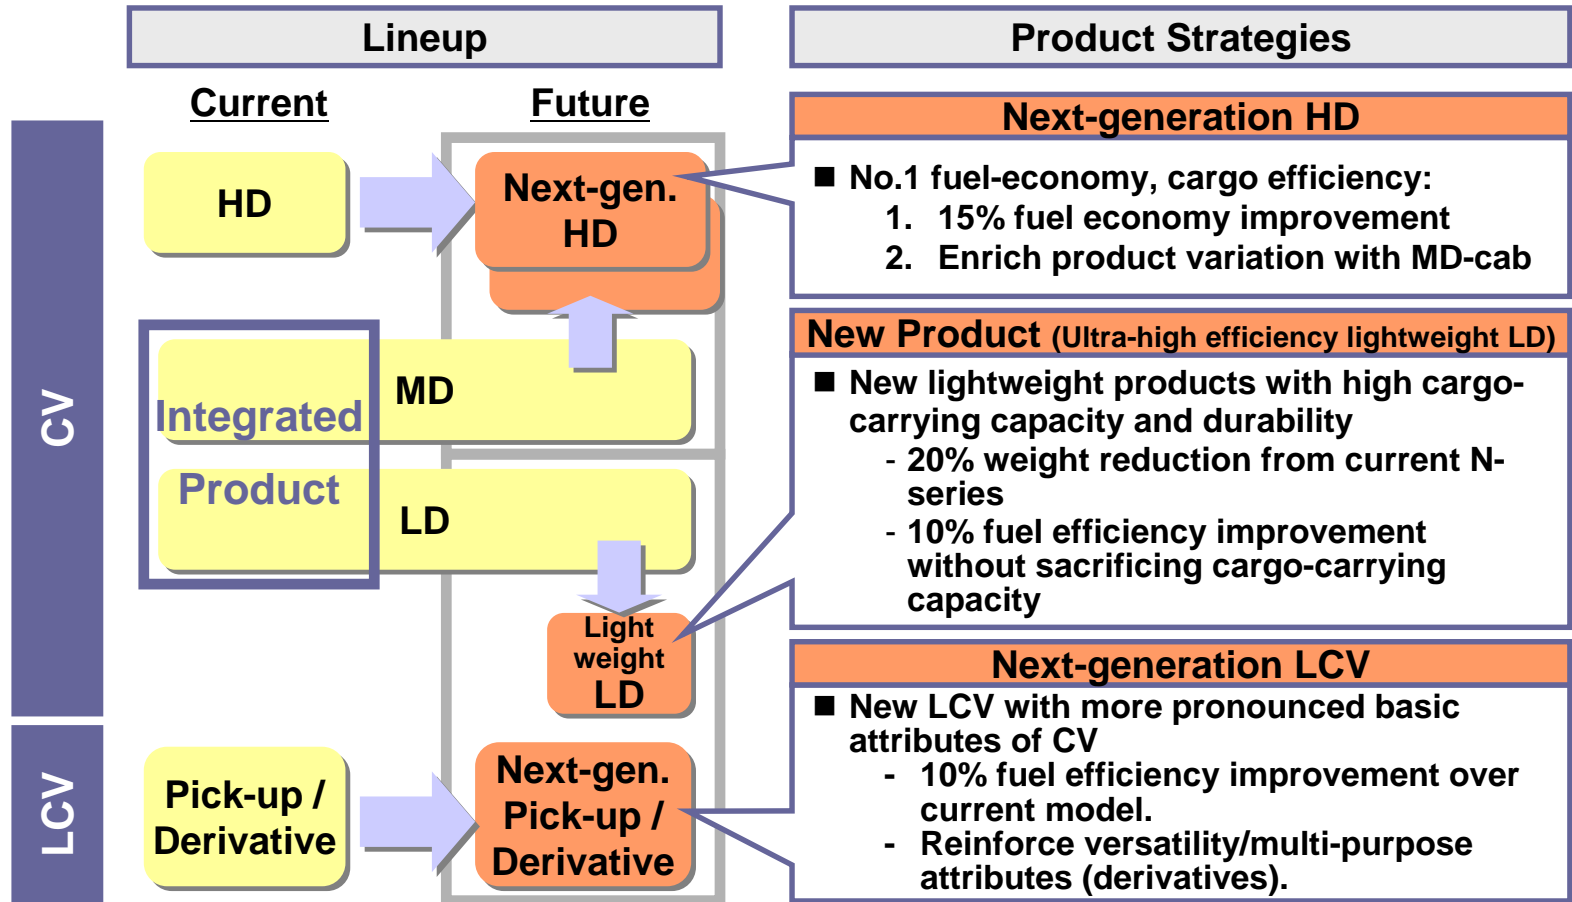 Lineup
Product Strategies
Current
Future
CV
HD
Next-gen.
HD
MD
Integrated
Product
LD
Light
weight
LD
LCV
Pick-up /
Derivative
Next-gen.
Pick-up /
Derivative
Next-generation HD
■ No.1 fuel-economy, cargo efficiency:
1. 15% fuel economy improvement
2. Enrich product variation with MD-cab
New Product (Ultra-high efficiency lightweight LD)
■ New lightweight products with high cargo-
carrying capacity and durability
- 20% weight reduction from current N-
series
- 10% fuel efficiency improvement
without sacrificing cargo-carrying
capacity
Next-generation LCV
■ New LCV with more pronounced basic
attributes of CV
- 10% fuel efficiency improvement over
current model.
- Reinforce versatility/multi-purpose
attributes (derivatives).